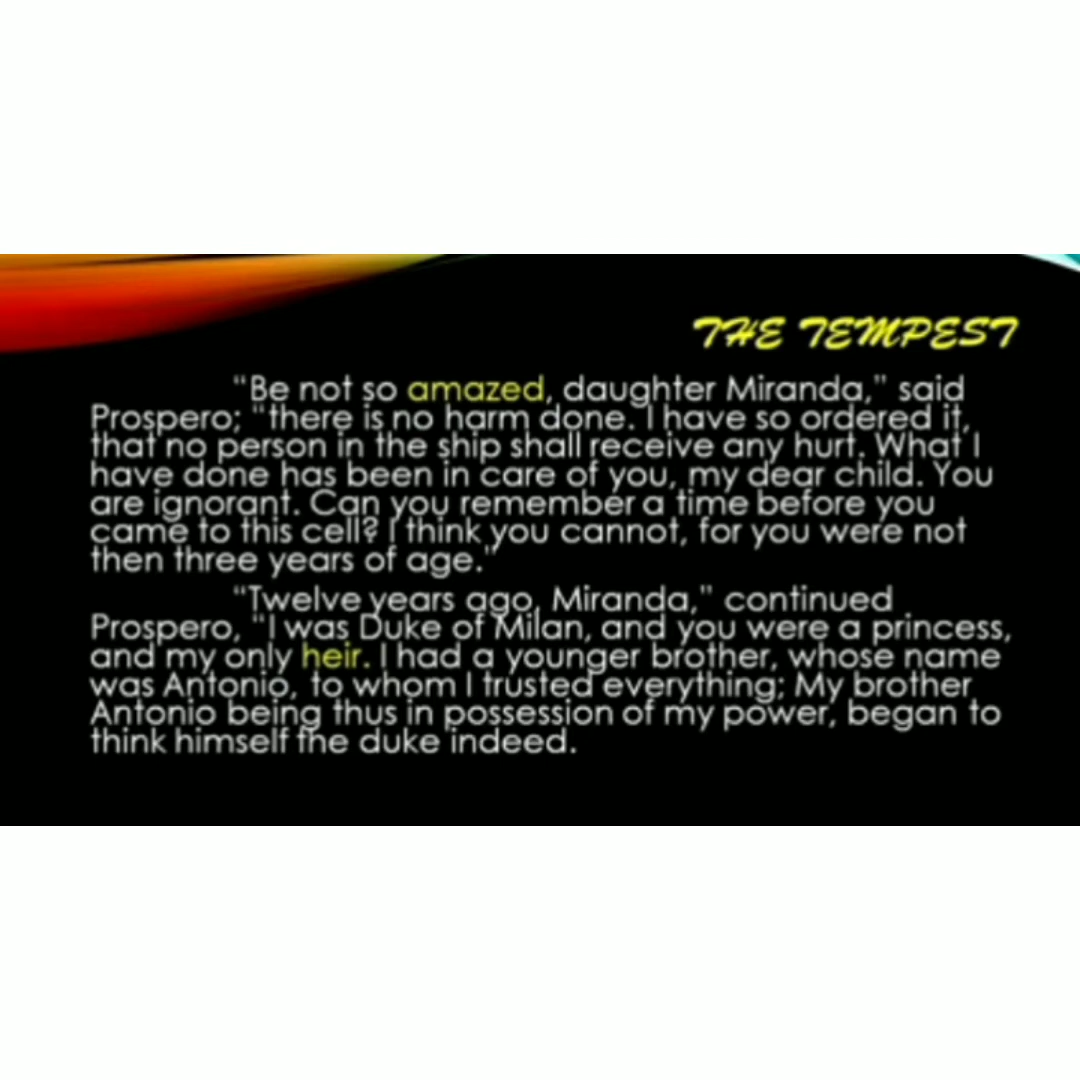 THE TEMPEST
"Be not so amazed, daughter Miranda," said
Prospero; "there is no harm done. I have so ordered it,
that no person in the ship shall receive any hurt. What I
have done has been in care of you, my dear child. You
are ignorant. Can you remember a time before you
came to this cell? I think you cannot, for you were not
then three years of age."
"Twelve years ago, Miranda," continued
Prospero, "I was Duke of Milan, and you were a princess,
and my only heir. I had a younger brother, whose name
was Antonio, to whom I trusted everything; My brother
Antonio being thus in possession of my power, began to
think himself the duke indeed.